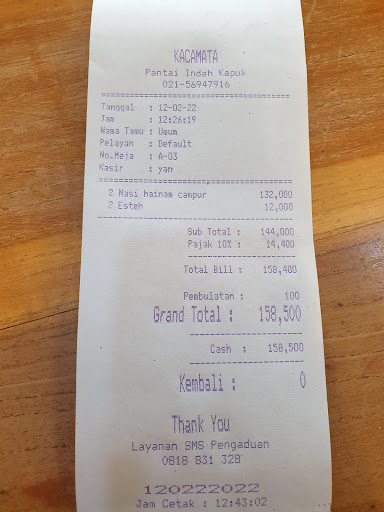 KACAMATA
Pantai Indah Kapuk
021-56947916
Tanggal : 12-02-22
Jam : 12:26:19
Nama Tamu : Umum
Pelayan : Default
No.Meja : A-03
Kasir : yan
2 Nasi hainam campur 132,000
2 Esteh 12,000
Sub Total : 144,000
Pajak 10% : 14,400
Total Bill : 158,400
Pembulatan : 100
Grand Total : 158,500
Cash : 158,500
Kembali : 0
Thank You
Layanan SMS Pengaduan
0818 831 328
120222022
Jam Cetak : 12:43:02